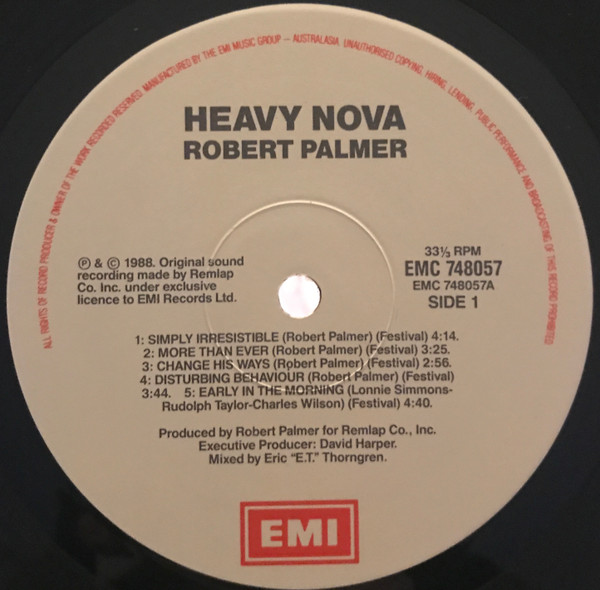 ALL RIGHTS OF RECORD PRODUCER & OWNER OF THE WORK RECORDED RESERVED. MANUFACTURED BY THE EMI MUSIC GROUP – AUSTRALASIA. UNAUTHORISED COPYING, HIRING, LENDING, PUBLIC PERFORMANCE AND BROADCASTING OF THIS RECORD PROHIBITED
HEAVY NOVA
ROBERT PALMER
℗ & © 1988. Original sound
recording made by Remlap
Co. Inc. under exclusive
licence to EMI Records Ltd.
33⅓ RPM
EMC 748057
EMC 748057A
SIDE 1
1: SIMPLY IRRESISTIBLE (Robert Palmer) (Festival) 4:14.
2: MORE THAN EVER (Robert Palmer) (Festival) 3:25.
3: CHANGE HIS WAYS (Robert Palmer) (Festival) 2:56.
4: DISTURBING BEHAVIOUR (Robert Palmer) (Festival)
3:44. 5: EARLY IN THE MORNING (Lonnie Simmons-
Rudolph Taylor-Charles Wilson) (Festival) 4:40.
Produced by Robert Palmer for Remlap Co., Inc.
Executive Producer: David Harper.
Mixed by Eric “E.T.” Thorngren.
EMI